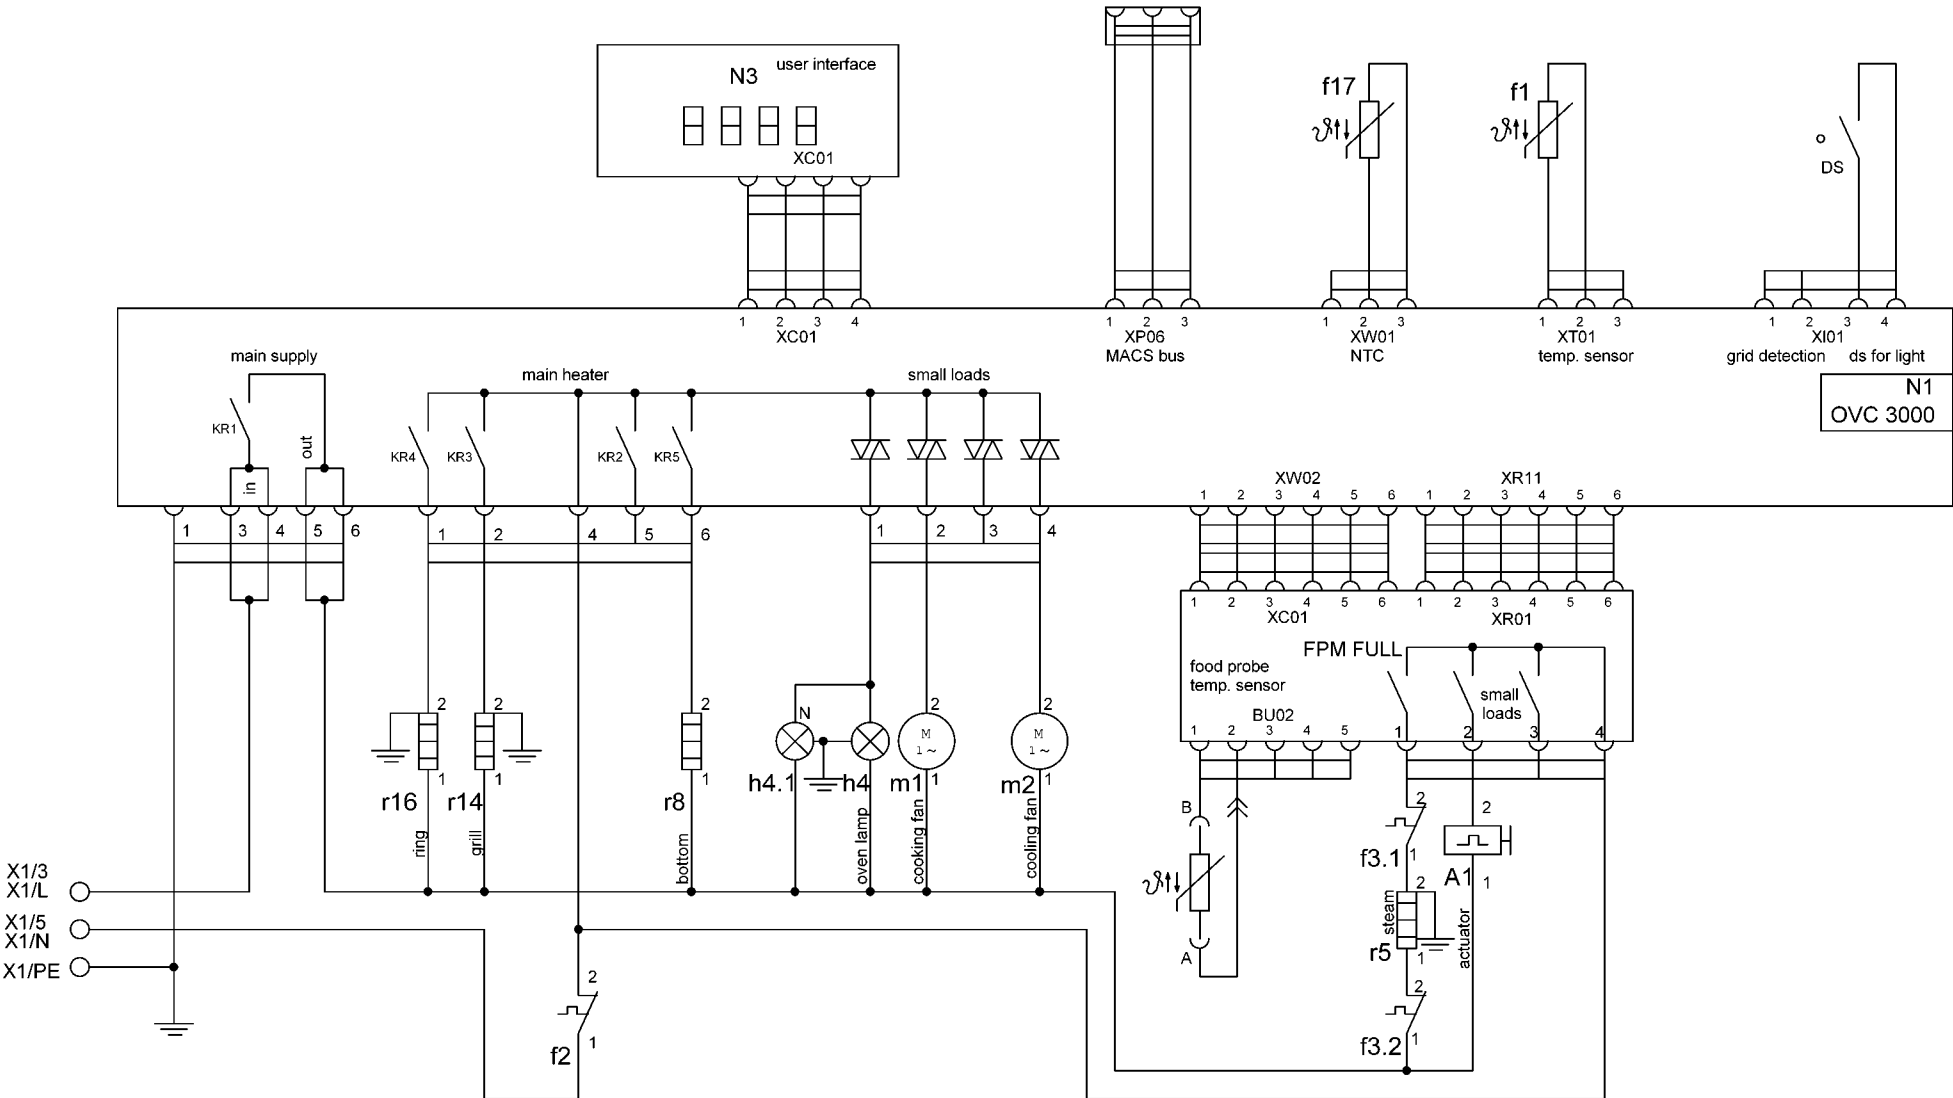 user interface
N3
XC01
f17
f1
DS
1 2 3 4
XC01
1 2 3
XP06
MACS bus
1 2 3
XW01
NTC
1 2 3
XT01
temp. sensor
1 2 3 4
XI01
grid detection ds for light
N1
OVC 3000
main supply
main heater
small loads
KR1
out
in
KR4
KR3
KR2
KR5
XW02
XR11
1 2 3 4 5 6
1 2 3 4 5 6
1 3 4 5 6
1 2 4 5 6
1 2 3 4
1 2 3 4 5 6
1 2 3 4 5 6
XC01
XR01
FPM FULL
food probe
temp. sensor
small
loads
BU02
1 2 3 4 5
1 2 3 4
2
1
r16
ring
2
1
r14
grill
2
1
r8
bottom
N
h4.1
h4
oven lamp
2
M
1 ~
1
m1
cooking fan
2
M
1 ~
1
m2
cooling fan
B
A
2
f3.1
1
2
A1
1
actuator
2
steam
r5
1
2
f3.2
1
X1/3
X1/L
X1/5
X1/N
X1/PE
2
f2
1